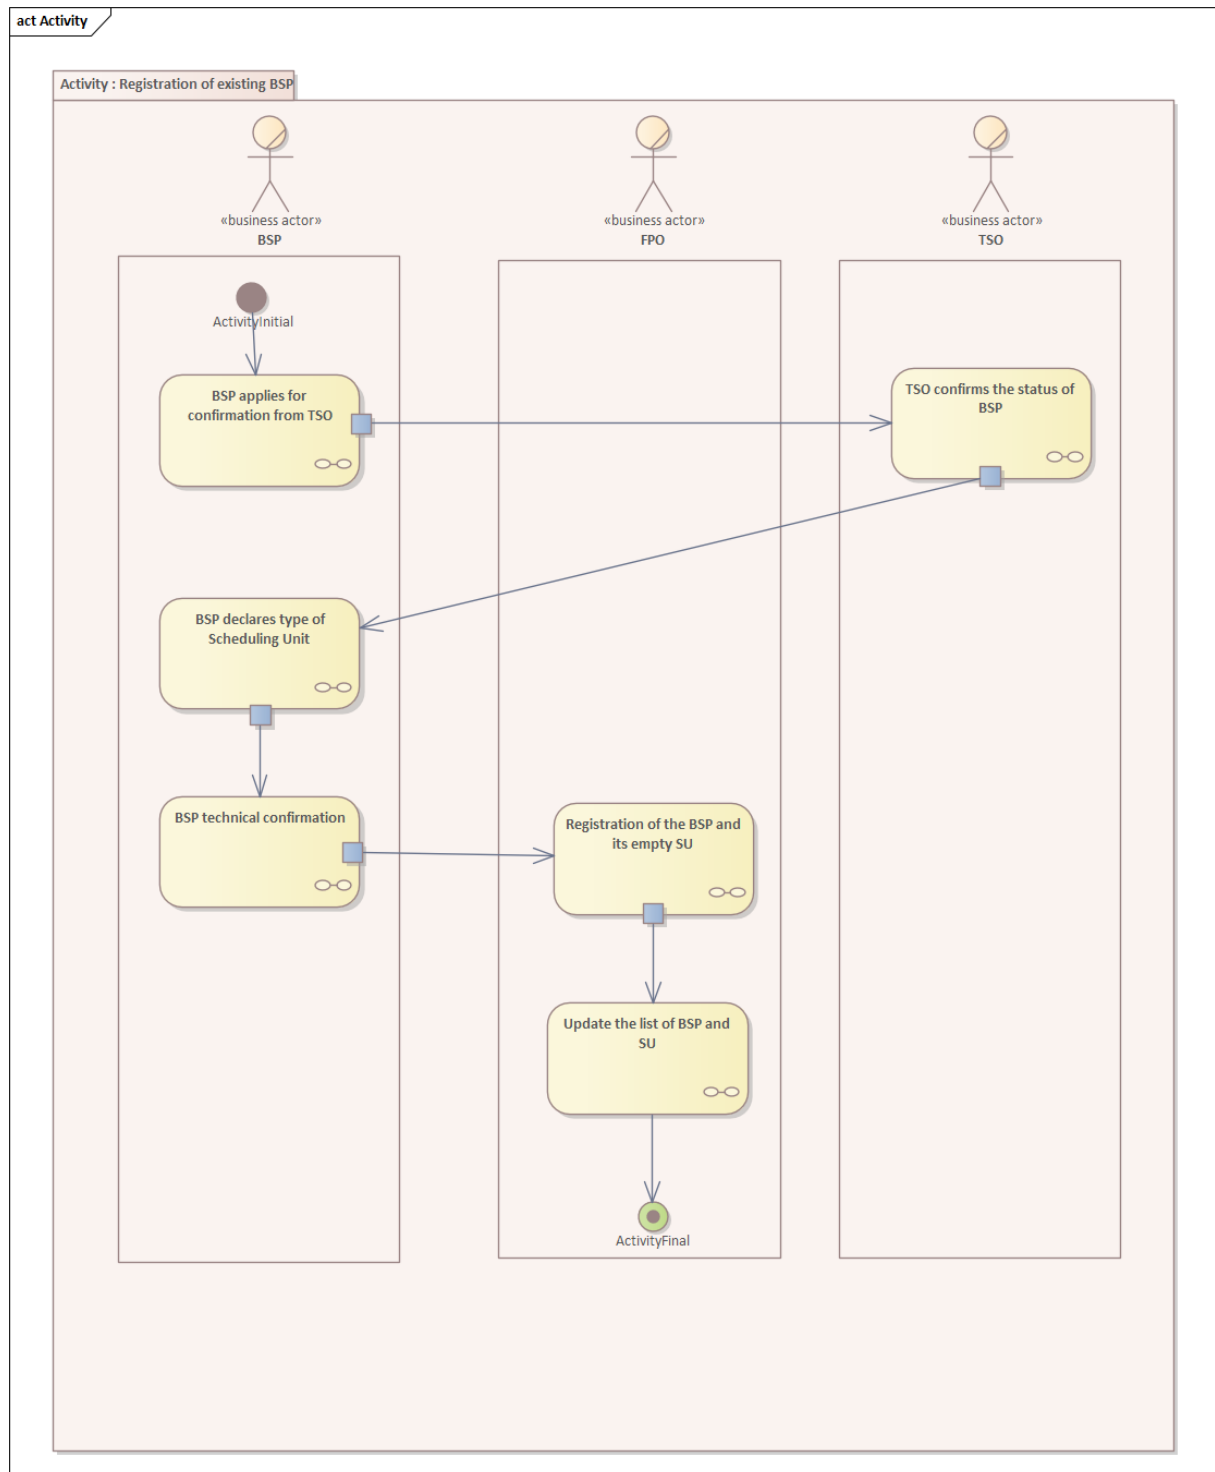 act Activity
Activity : Registration of existing BSP
«business actor»
BSP
«business actor»
FPO
«business actor»
TSO
ActivityInitial
BSP applies for
confirmation from TSO
TSO confirms the status of
BSP
BSP declares type of
Scheduling Unit
BSP technical confirmation
Registration of the BSP and
its empty SU
Update the list of BSP and
SU
ActivityFinal